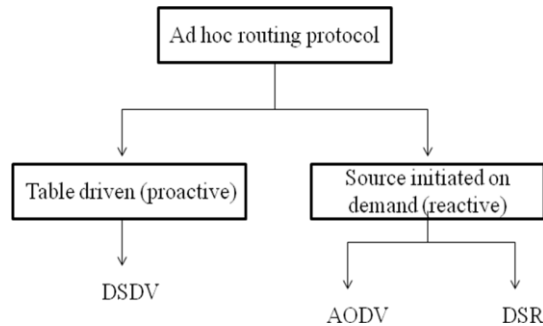 Ad hoc routing protocol
Table driven (proactive)
Source initiated on
demand (reactive)
DSDV
AODV
DSR